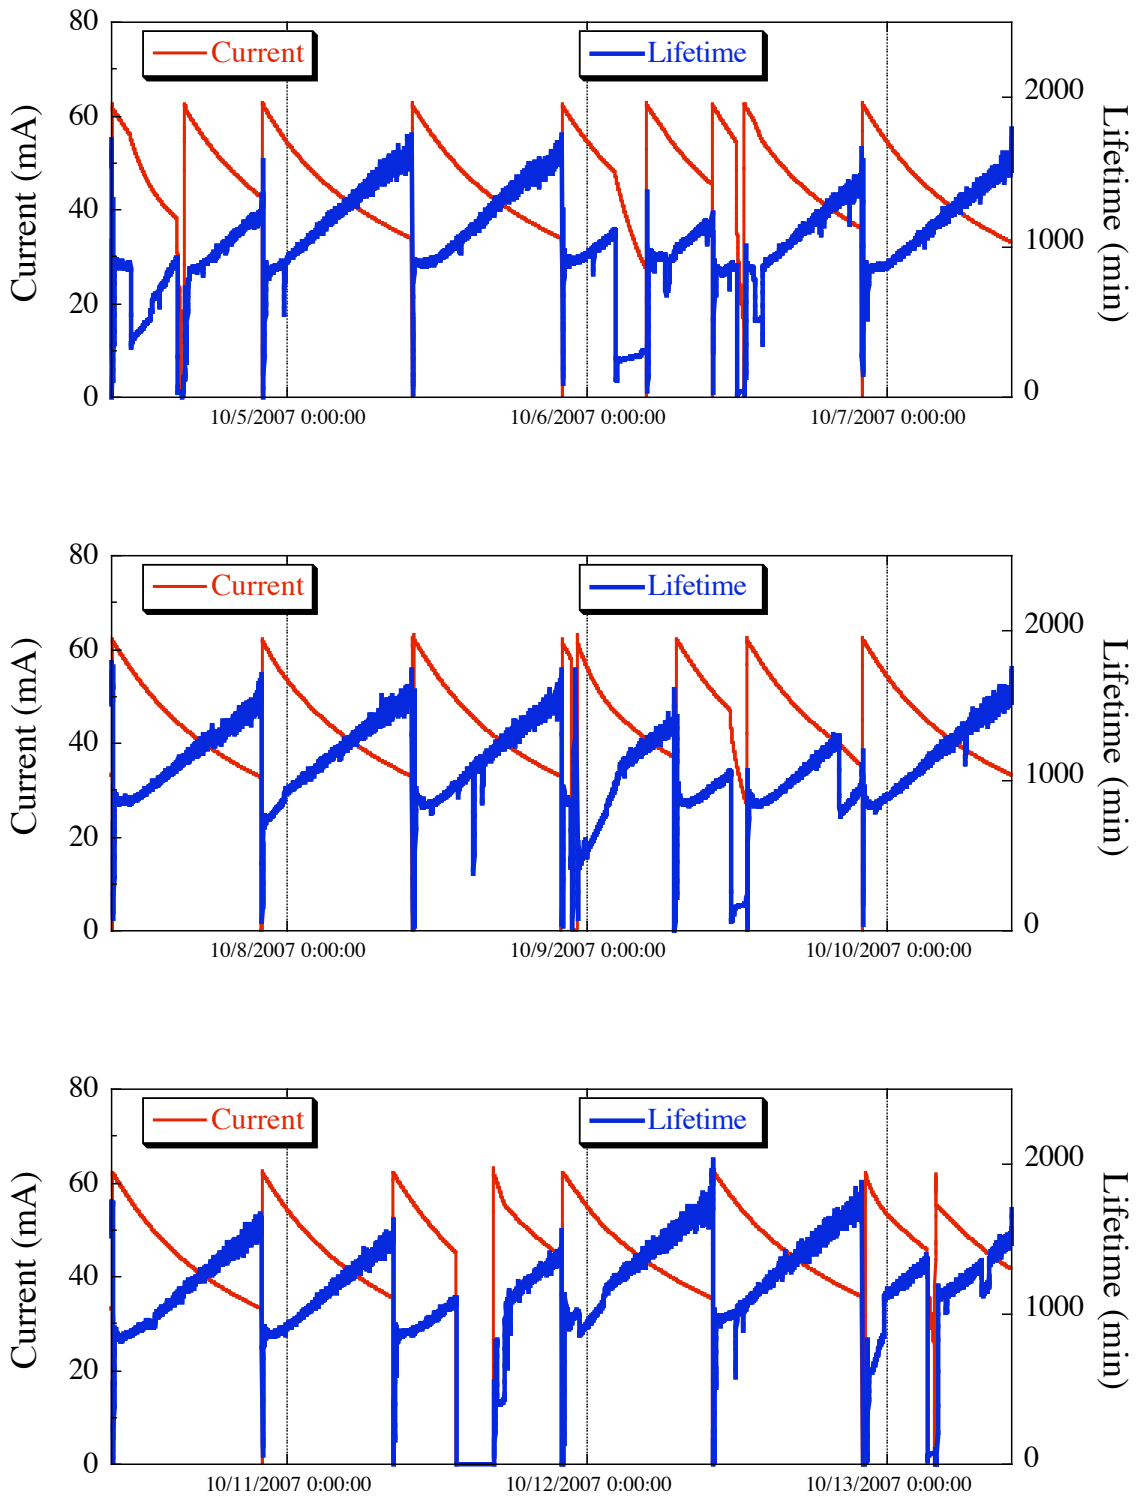 80
Current
Lifetime
2000
60
Current (mA)
Lifetime (min)
40
1000
20
0
0
10/5/2007 0:00:00
10/6/2007 0:00:00
10/7/2007 0:00:00
80
Current
Lifetime
2000
60
Current (mA)
Lifetime (min)
40
1000
20
0
0
10/8/2007 0:00:00
10/9/2007 0:00:00
10/10/2007 0:00:00
80
Current
Lifetime
2000
60
Current (mA)
Lifetime (min)
40
1000
20
0
0
10/11/2007 0:00:00
10/12/2007 0:00:00
10/13/2007 0:00:00